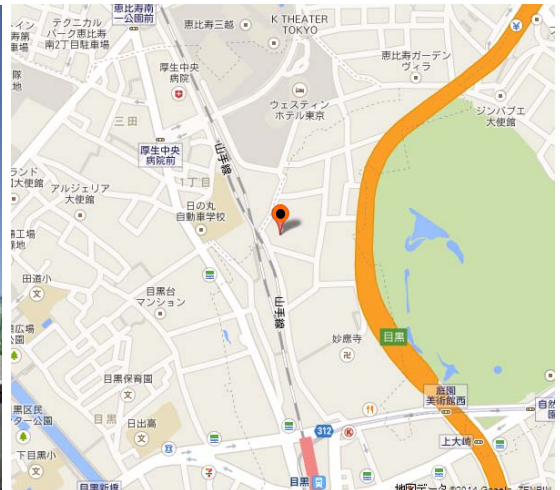 恵比寿南
一公園前
テクニカル
パーク恵比寿
南2丁目駐車場
恵比寿三越
K THEATER
TOKYO
恵比寿ガーデン
ヴィラ
厚生中央
病院
ウェスティン
ホテル東京
ジンバブエ
大使館
三田
厚生中央
病院前
山手線
1丁目
アルジェリア
大使館
日の丸
自動車学校
田道小
目黒台
マンション
山手線
妙應寺
目黒
目黒保育園
庭園
美術館西
目黒
日出高
312
上大崎
下目黒小
目黒
目黒新橋